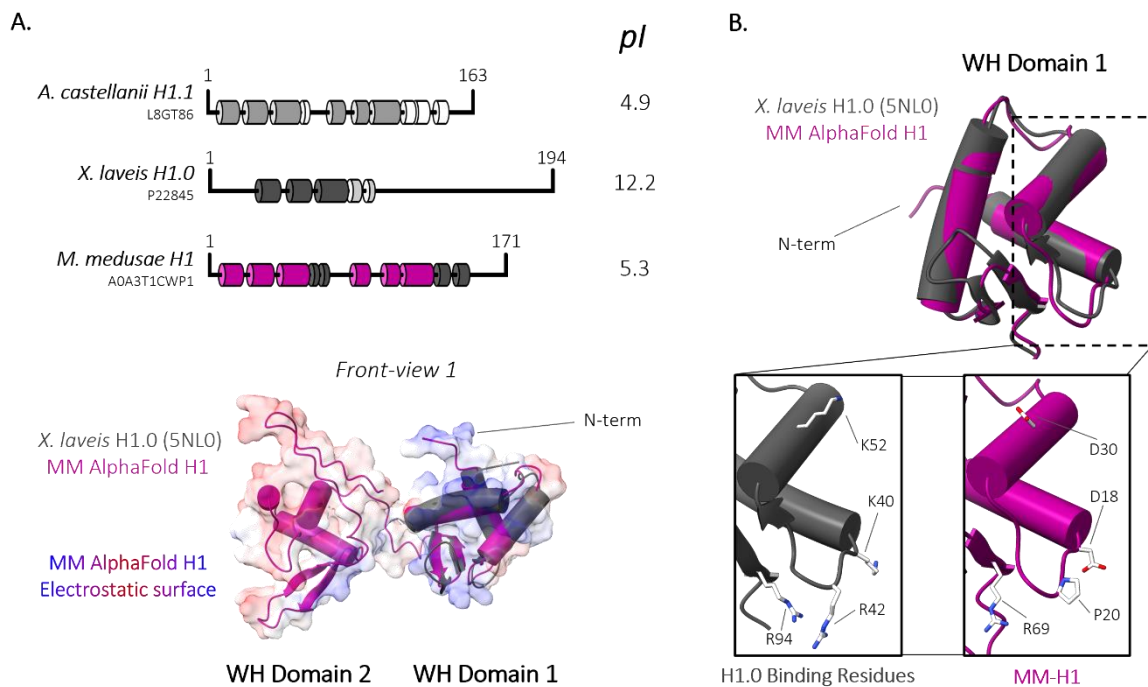 A.
pI
1
163
A. castellanii H1.1
L8GT86
4.9
1
194
X. laveis H1.0
P22845
12.2
1
171
M. medusae H1
A0A3T1CWP1
5.3
Front-view 1
N-term
X. laveis H1.0 (5NL0)
MM AlphaFold H1
MM AlphaFold H1
Electrostatic surface
WH Domain 2
WH Domain 1
B.
WH Domain 1
X. laveis H1.0 (5NL0)
MM AlphaFold H1
N-term
K52
K40
R42
R94
H1.0 Binding Residues
D30
D18
P20
R69
MM-H1